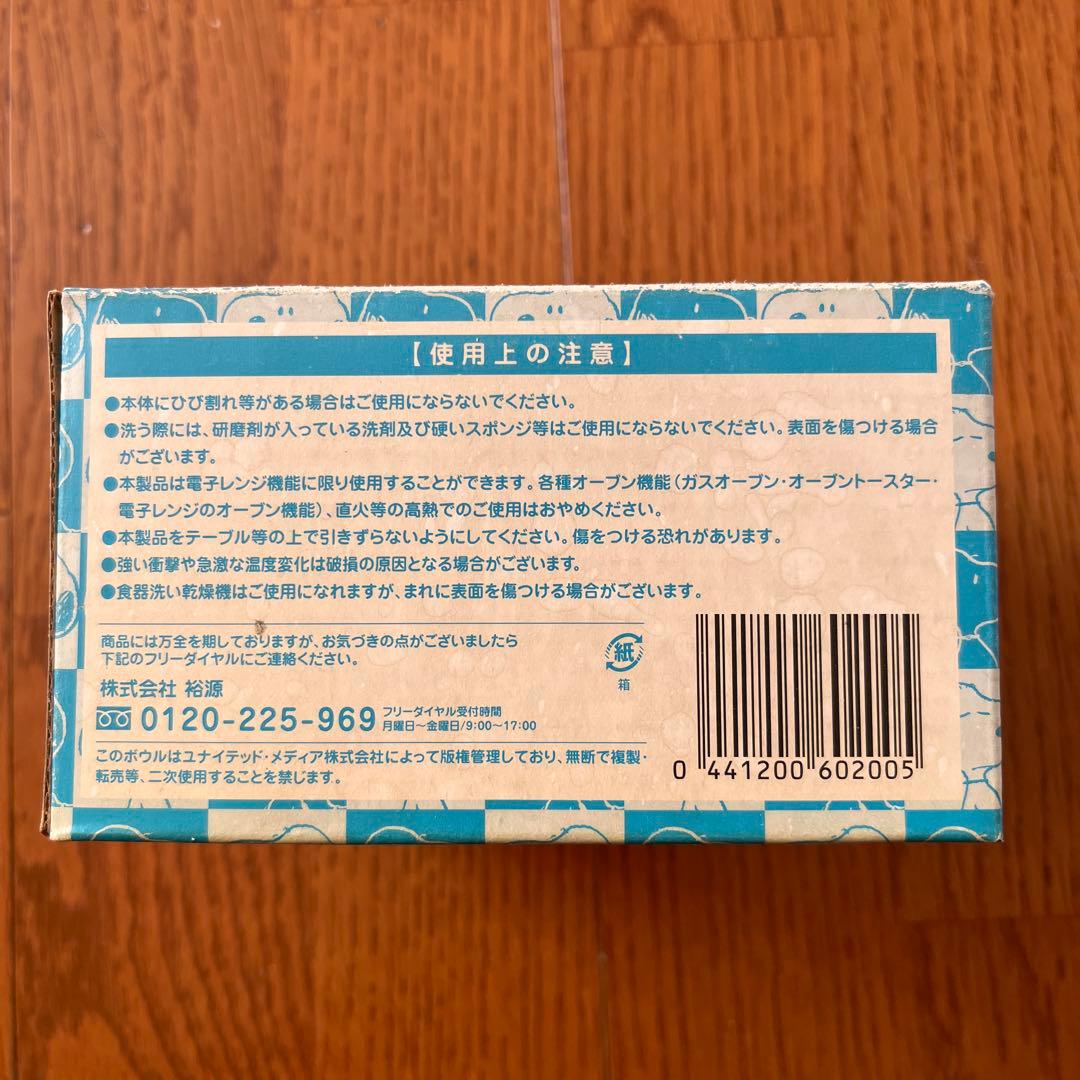 【使用上の注意】
●本体にひび割れ等がある場合はご使用にならないでください。
●洗う際には、研磨剤が入っている洗剤及び硬いスポンジ等はご使用にならないでください。表面を傷つける場合
がございます。
●本製品は電子レンジ機能に限り使用することができます。各種オーブン機能(ガスオーブン・オーブントースター・
電子レンジのオーブン機能)、直火等の高熱でのご使用はおやめください。
●本製品をテーブル等の上で引きずらないようにしてください。傷をつける恐れがあります。
●強い衝撃や急激な温度変化は破損の原因となる場合がございます。
●食器洗い乾燥機はご使用になれますが、まれに表面を傷つける場合がございます。
商品には万全を期しておりますが、お気づきの点がございましたら
下記のフリーダイヤルにご連絡ください。
株式会社 裕源
0120-225-969 フリーダイヤル受付時間
月曜日〜金曜日/9:00〜17:00
このボウルはユナイテッド・メディア株式会社によって版権管理しており、無断で複製・
転売等、二次使用することを禁じます。
紙
箱
0 441200 602005